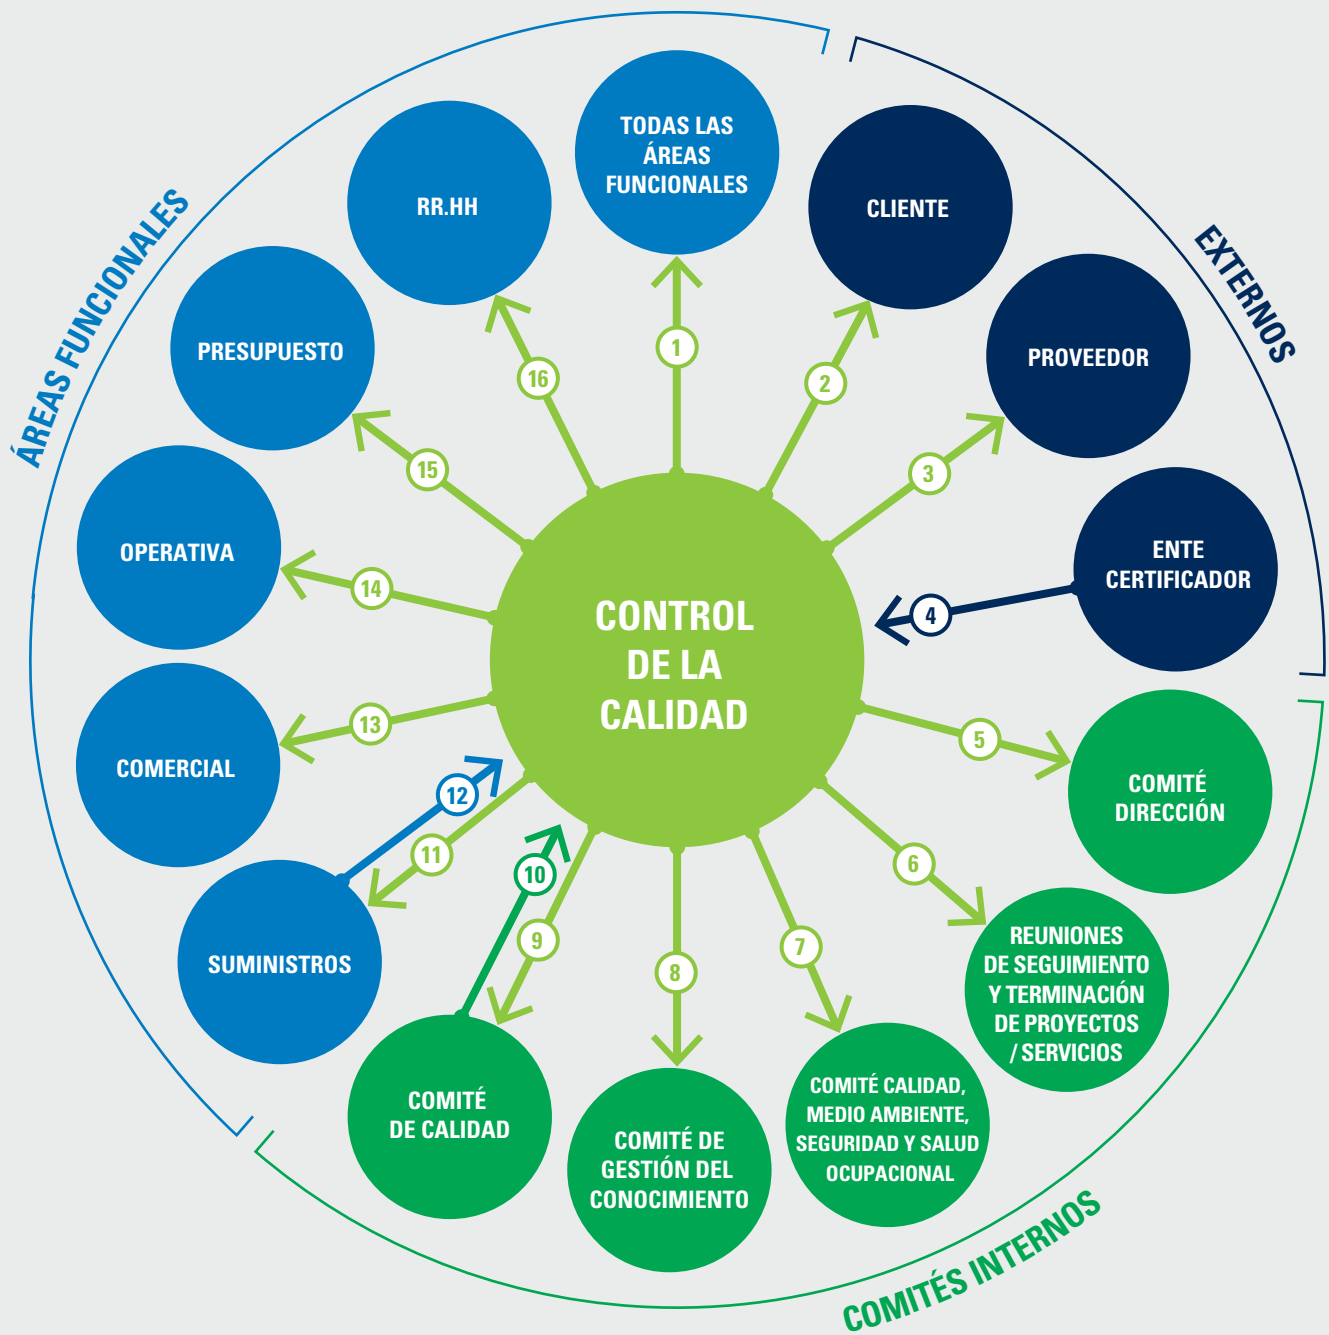 TODAS LAS
ÁREAS
FUNCIONALES
CLIENTE
PROVEEDOR
ENTE
CERTIFICADOR
EXTERNOS
COMITÉ
DIRECCIÓN
REUNIONES
DE SEGUIMIENTO
Y TERMINACIÓN
DE PROYECTOS
/ SERVICIOS
COMITÉ CALIDAD,
MEDIO AMBIENTE,
SEGURIDAD Y SALUD
OCUPACIONAL
COMITÉ DE
GESTIÓN DEL
CONOCIMIENTO
COMITÉ
DE CALIDAD
COMITÉS INTERNOS
SUMINISTROS
COMERCIAL
OPERATIVA
PRESUPUESTO
RR.HH
ÁREAS FUNCIONALES
CONTROL
DE LA
CALIDAD
1
2
3
4
5
6
7
8
9
10
11
12
13
14
15
16